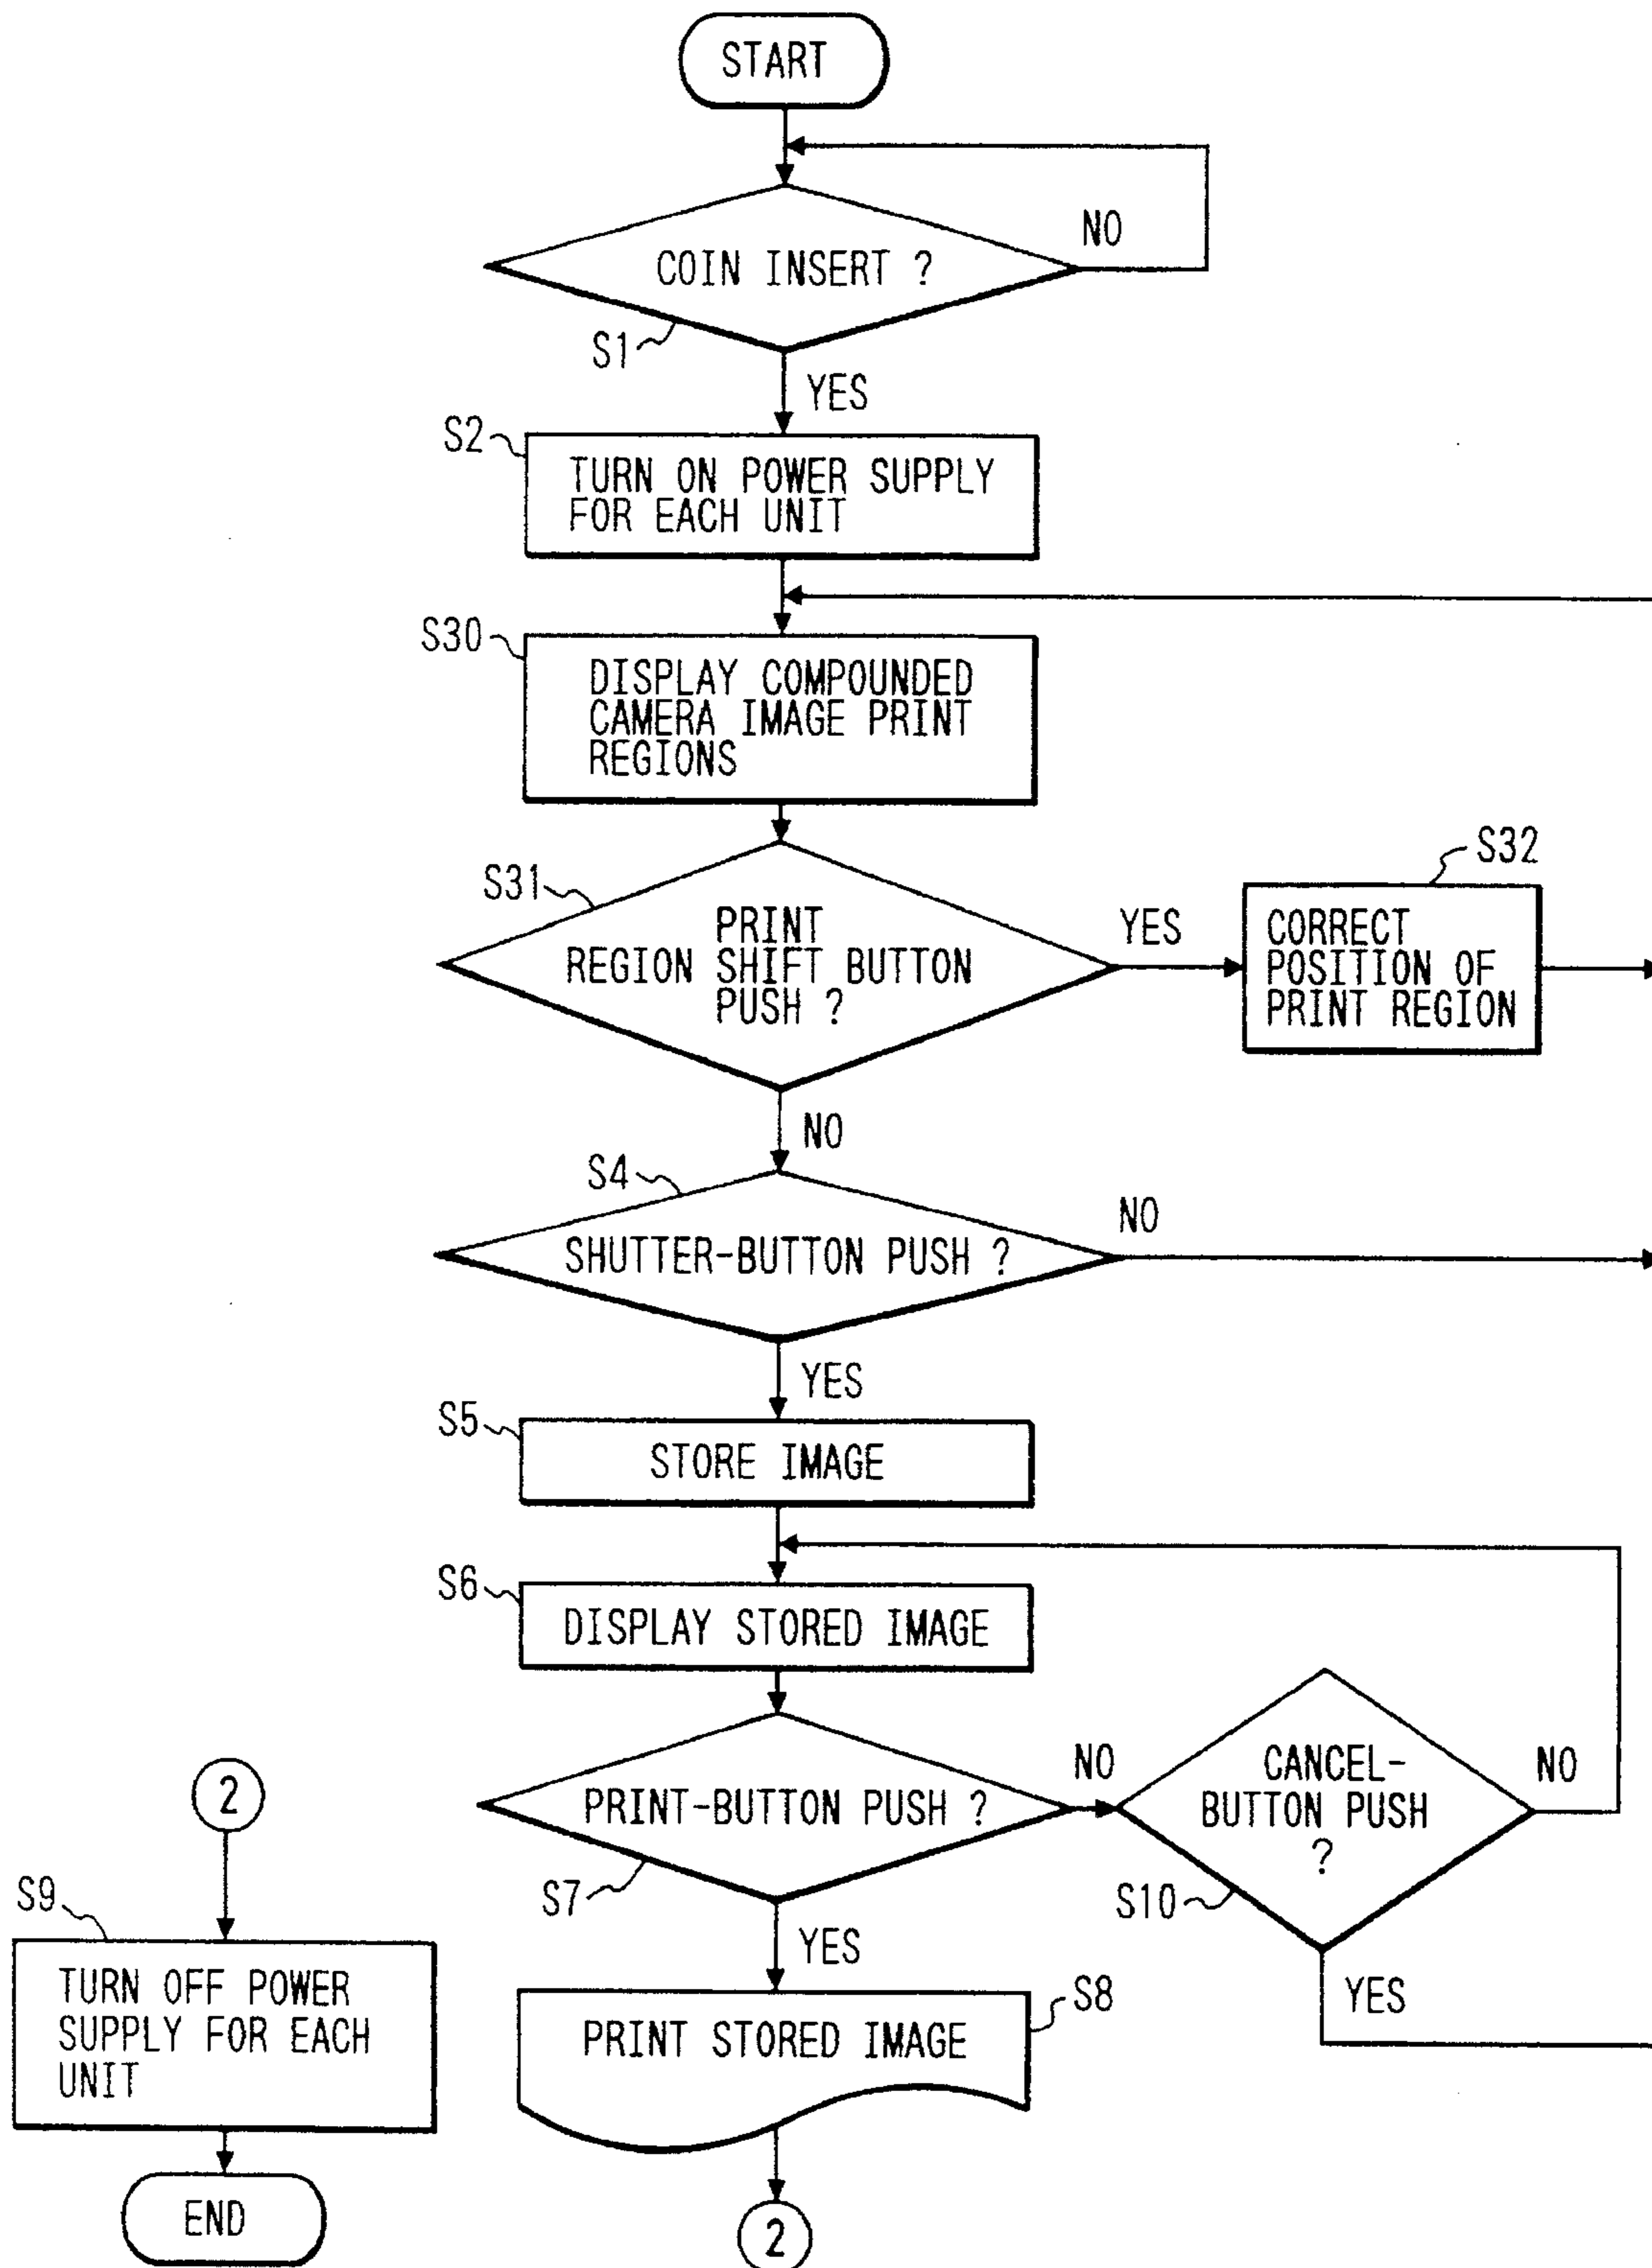 START
NO
COIN INSERT ?
S1
YES
S2
TURN ON POWER SUPPLY
FOR EACH UNIT
S30
DISPLAY COMPOUNDED
CAMERA IMAGE PRINT
REGIONS
S31
PRINT
REGION SHIFT BUTTON
PUSH ?
YES
S32
CORRECT
POSITION OF
PRINT REGION
NO
S4
SHUTTER-BUTTON PUSH ?
NO
YES
S5
STORE IMAGE
S6
DISPLAY STORED IMAGE
PRINT-BUTTON PUSH ?
S7
NO
CANCEL-
BUTTON PUSH
?
S10
NO
YES
YES
S8
PRINT STORED IMAGE
2
2
S9
TURN OFF POWER
SUPPLY FOR EACH
UNIT
END